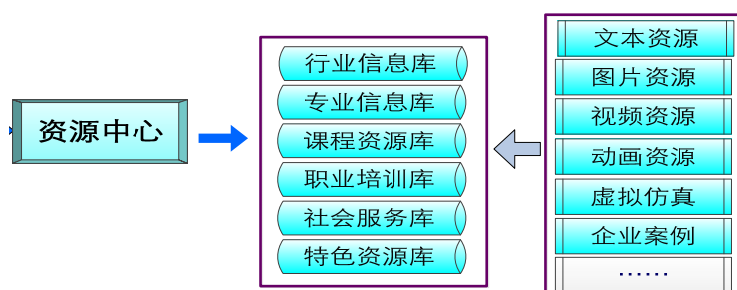 资源中心
行业信息库
专业信息库
课程资源库
职业培训库
社会服务库
特色资源库
文本资源
图片资源
视频资源
动画资源
虚拟仿真
企业案例
······